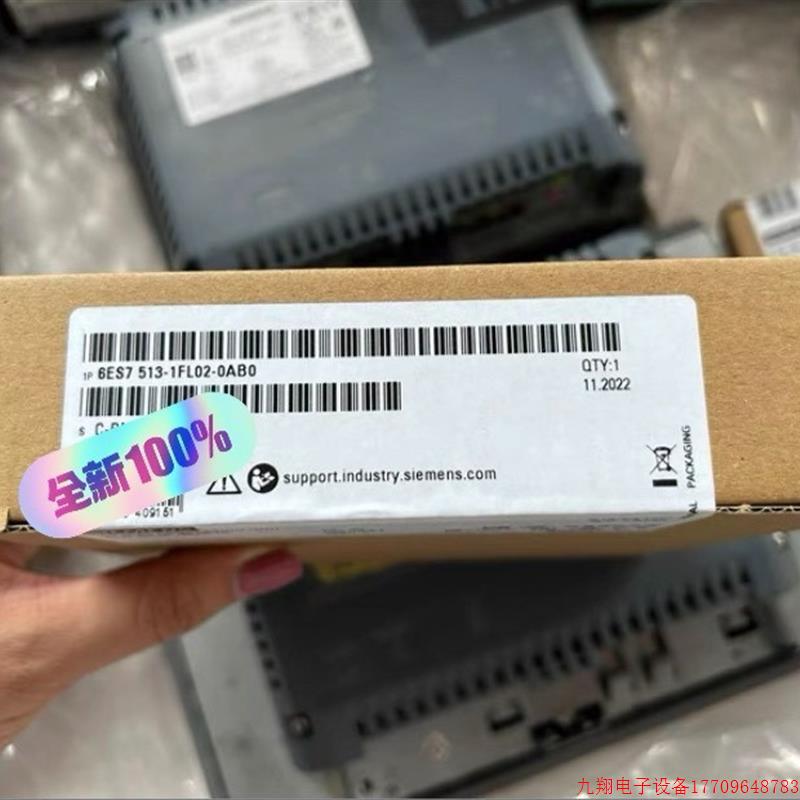 1P 6ES7 513-1FL02-0AB0
QTY:1
11.2022
S C-
全新100%
support.industry.siemens.com
409151
PACKAGING
九翔电子设备17709648783